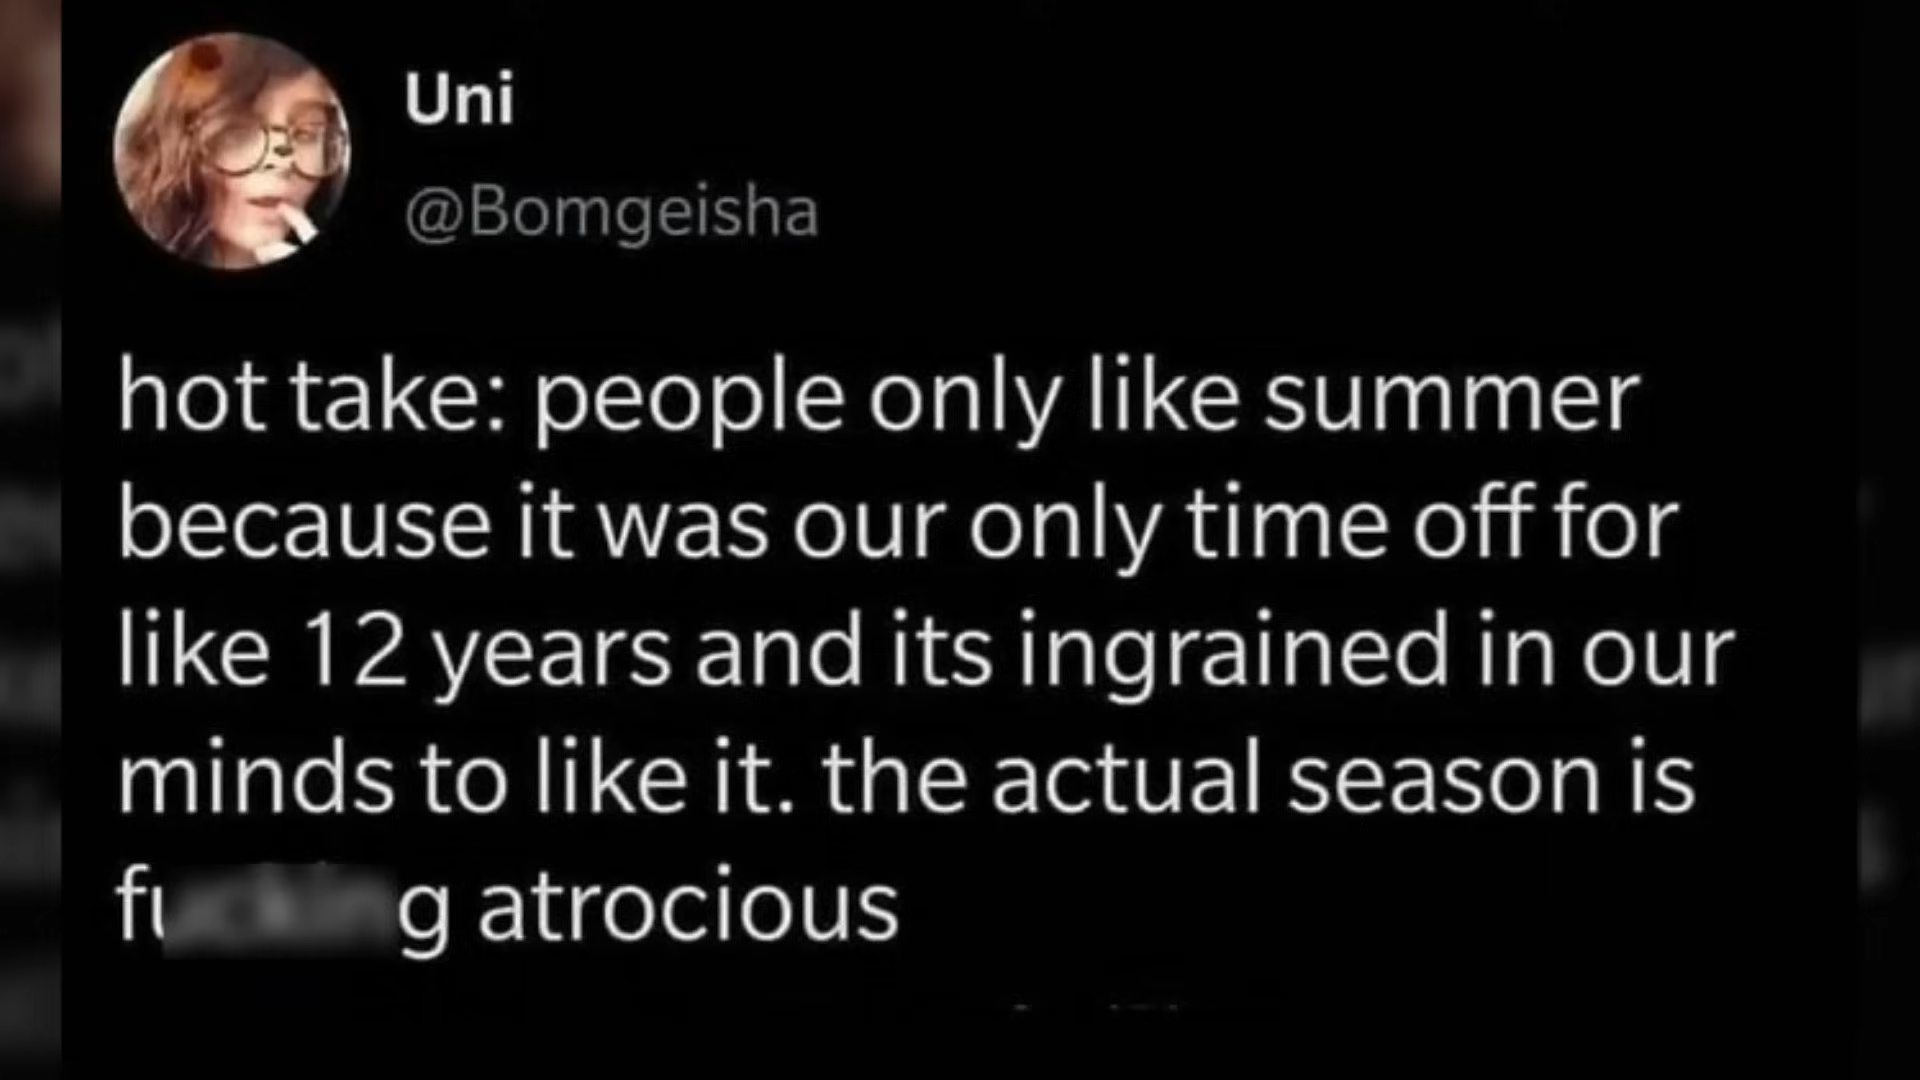 Uni
@Bomgeisha
hot take: people only like summer
because it was our only time off for
like 12 years and its ingrained in our
minds to like it. the actual season is
atrocious